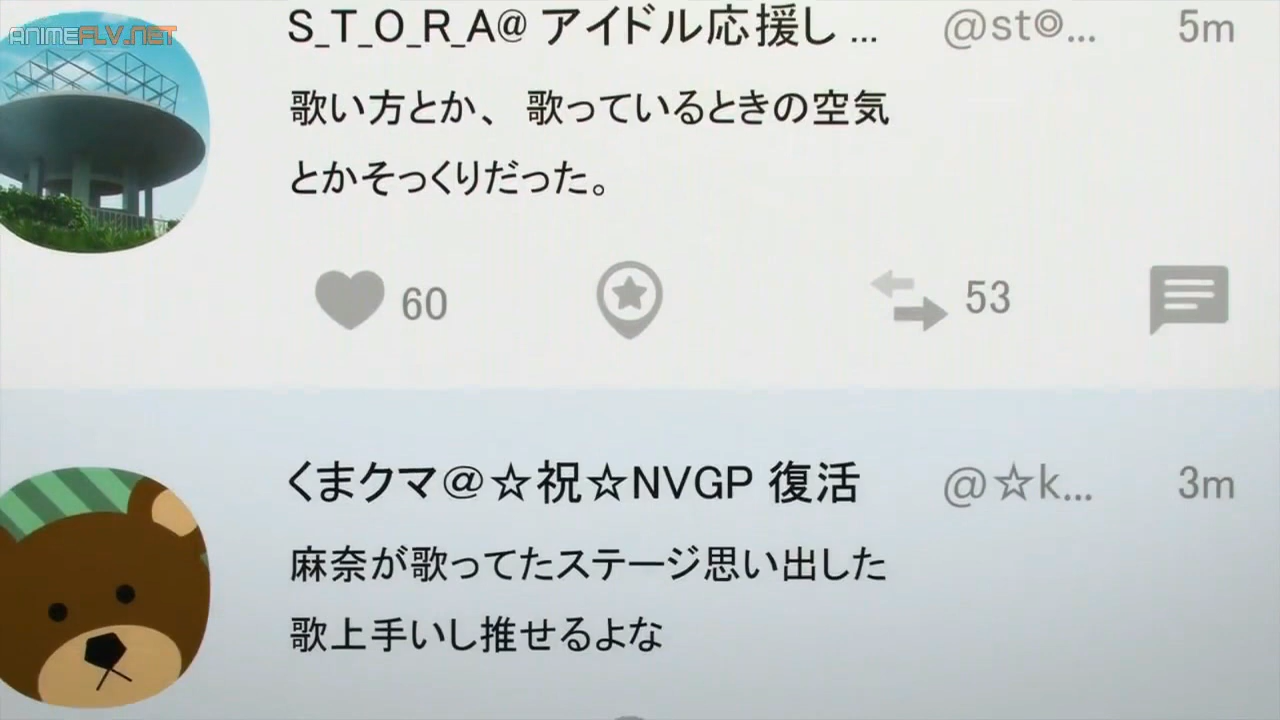 ANIMEFLV.NET
S_T_O_R_A@ アイドル応援し ... @st◎... 5m
歌い方とか、歌っているときの空気
とかそっくりだった。
60 53
くまクマ@☆祝☆NVGP 復活 @☆k... 3m
麻奈が歌ってたステージ思い出した
歌上手いし推せるよな